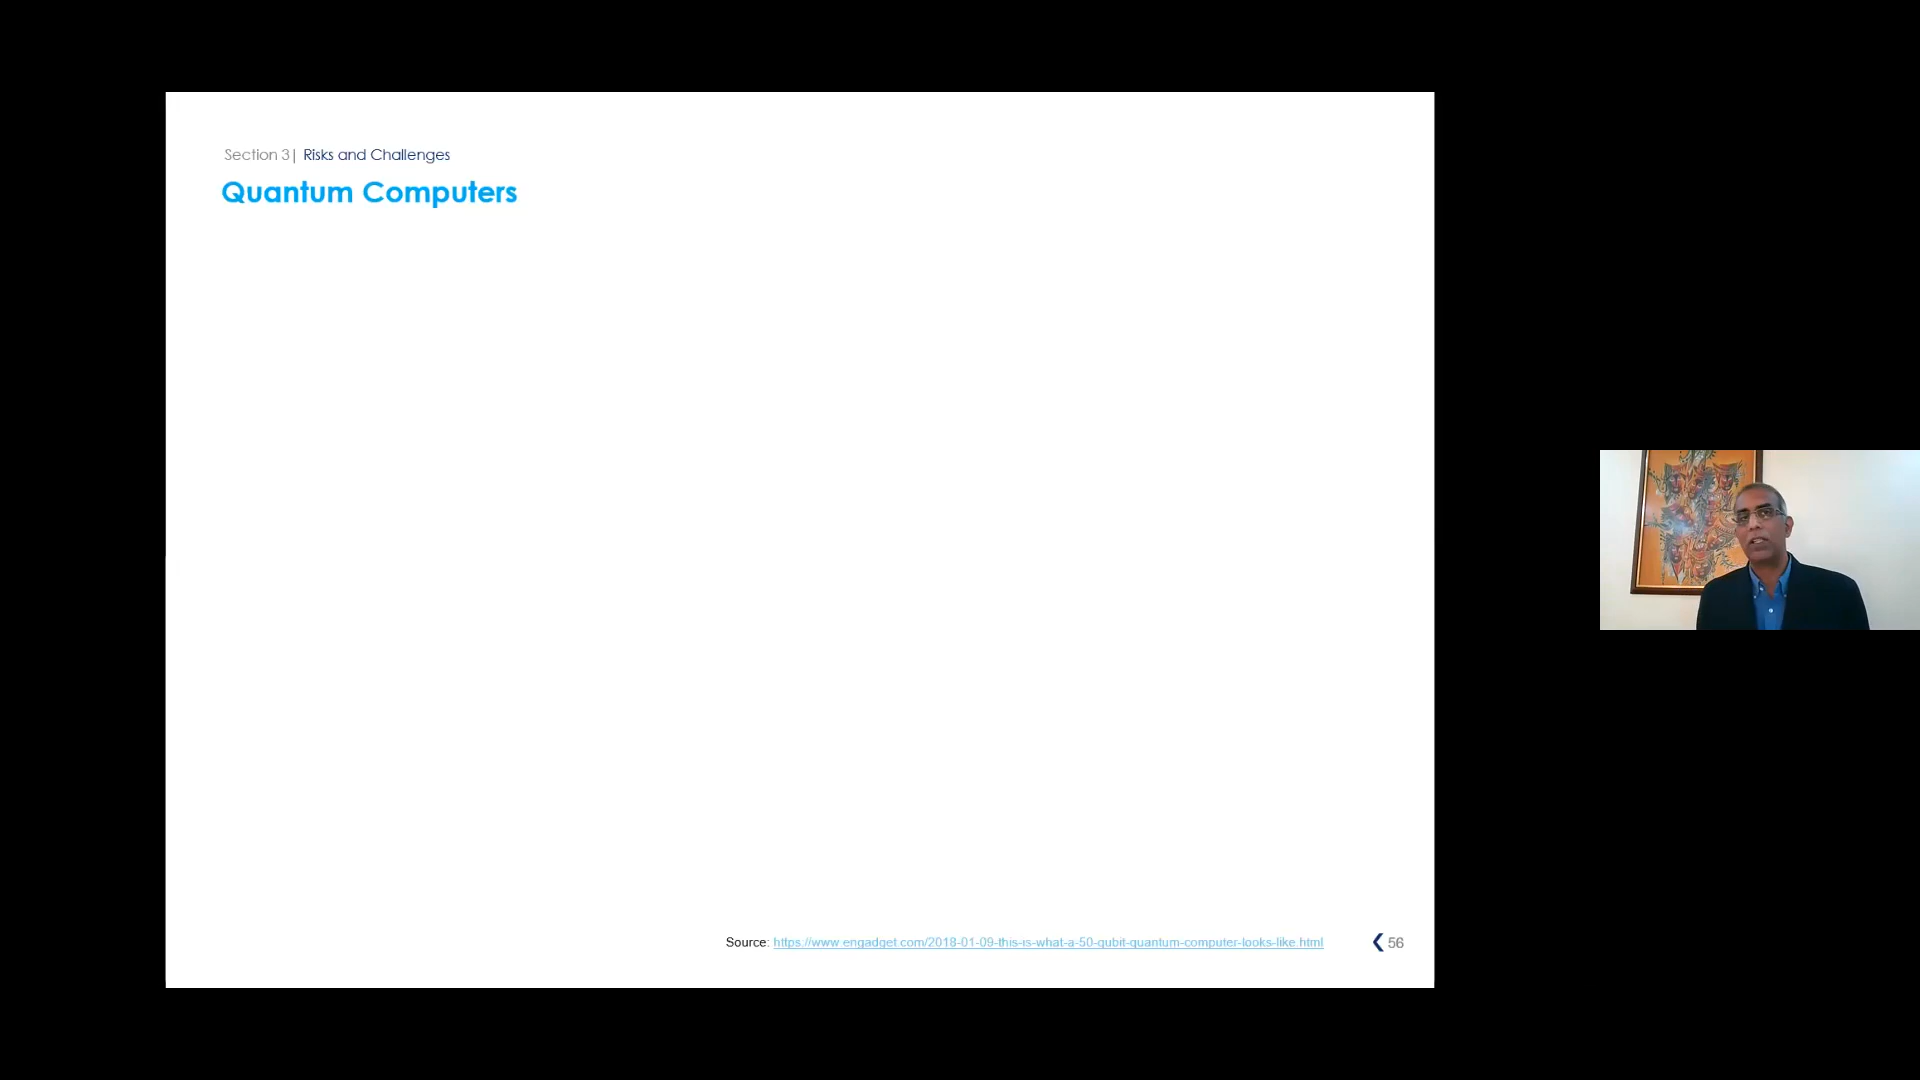 Section 3| Risks and Challenges
Quantum Computers
Source: https://www.engadget.com/2018-01-09-this-is-what-a-50-qubit-quantum-computer-looks-like.html
56